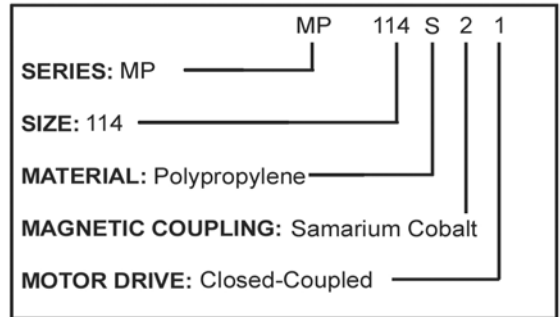 MP 114 S 2 1
SERIES: MP
SIZE: 114
MATERIAL: Polypropylene
MAGNETIC COUPLING: Samarium Cobalt
MOTOR DRIVE: Closed-Coupled